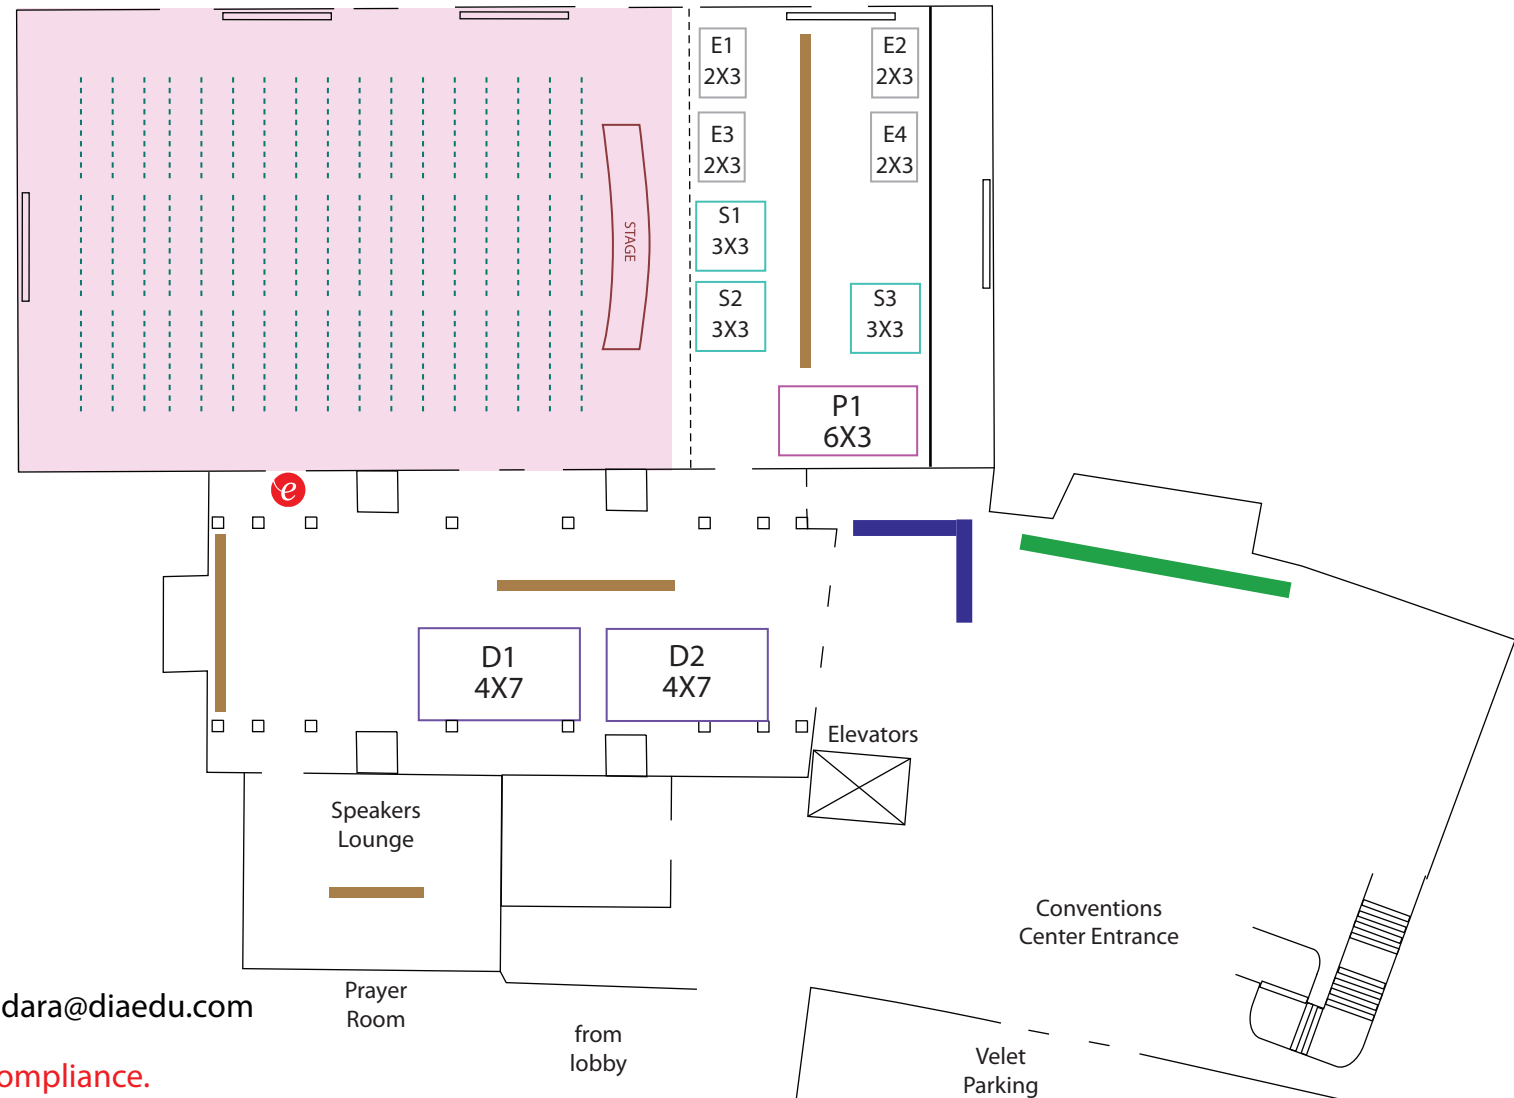 E1
2X3
E2
2X3
E3
2X3
E4
2X3
S1
3X3
STAGE
S2
3X3
S3
3X3
P1
6X3
e
D1
4X7
D2
4X7
Elevators
Speakers
Lounge
Conventions
Center Entrance
Prayer
Room
dara@diaedu.com
from
lobby
Velet
Parking
ompliance.